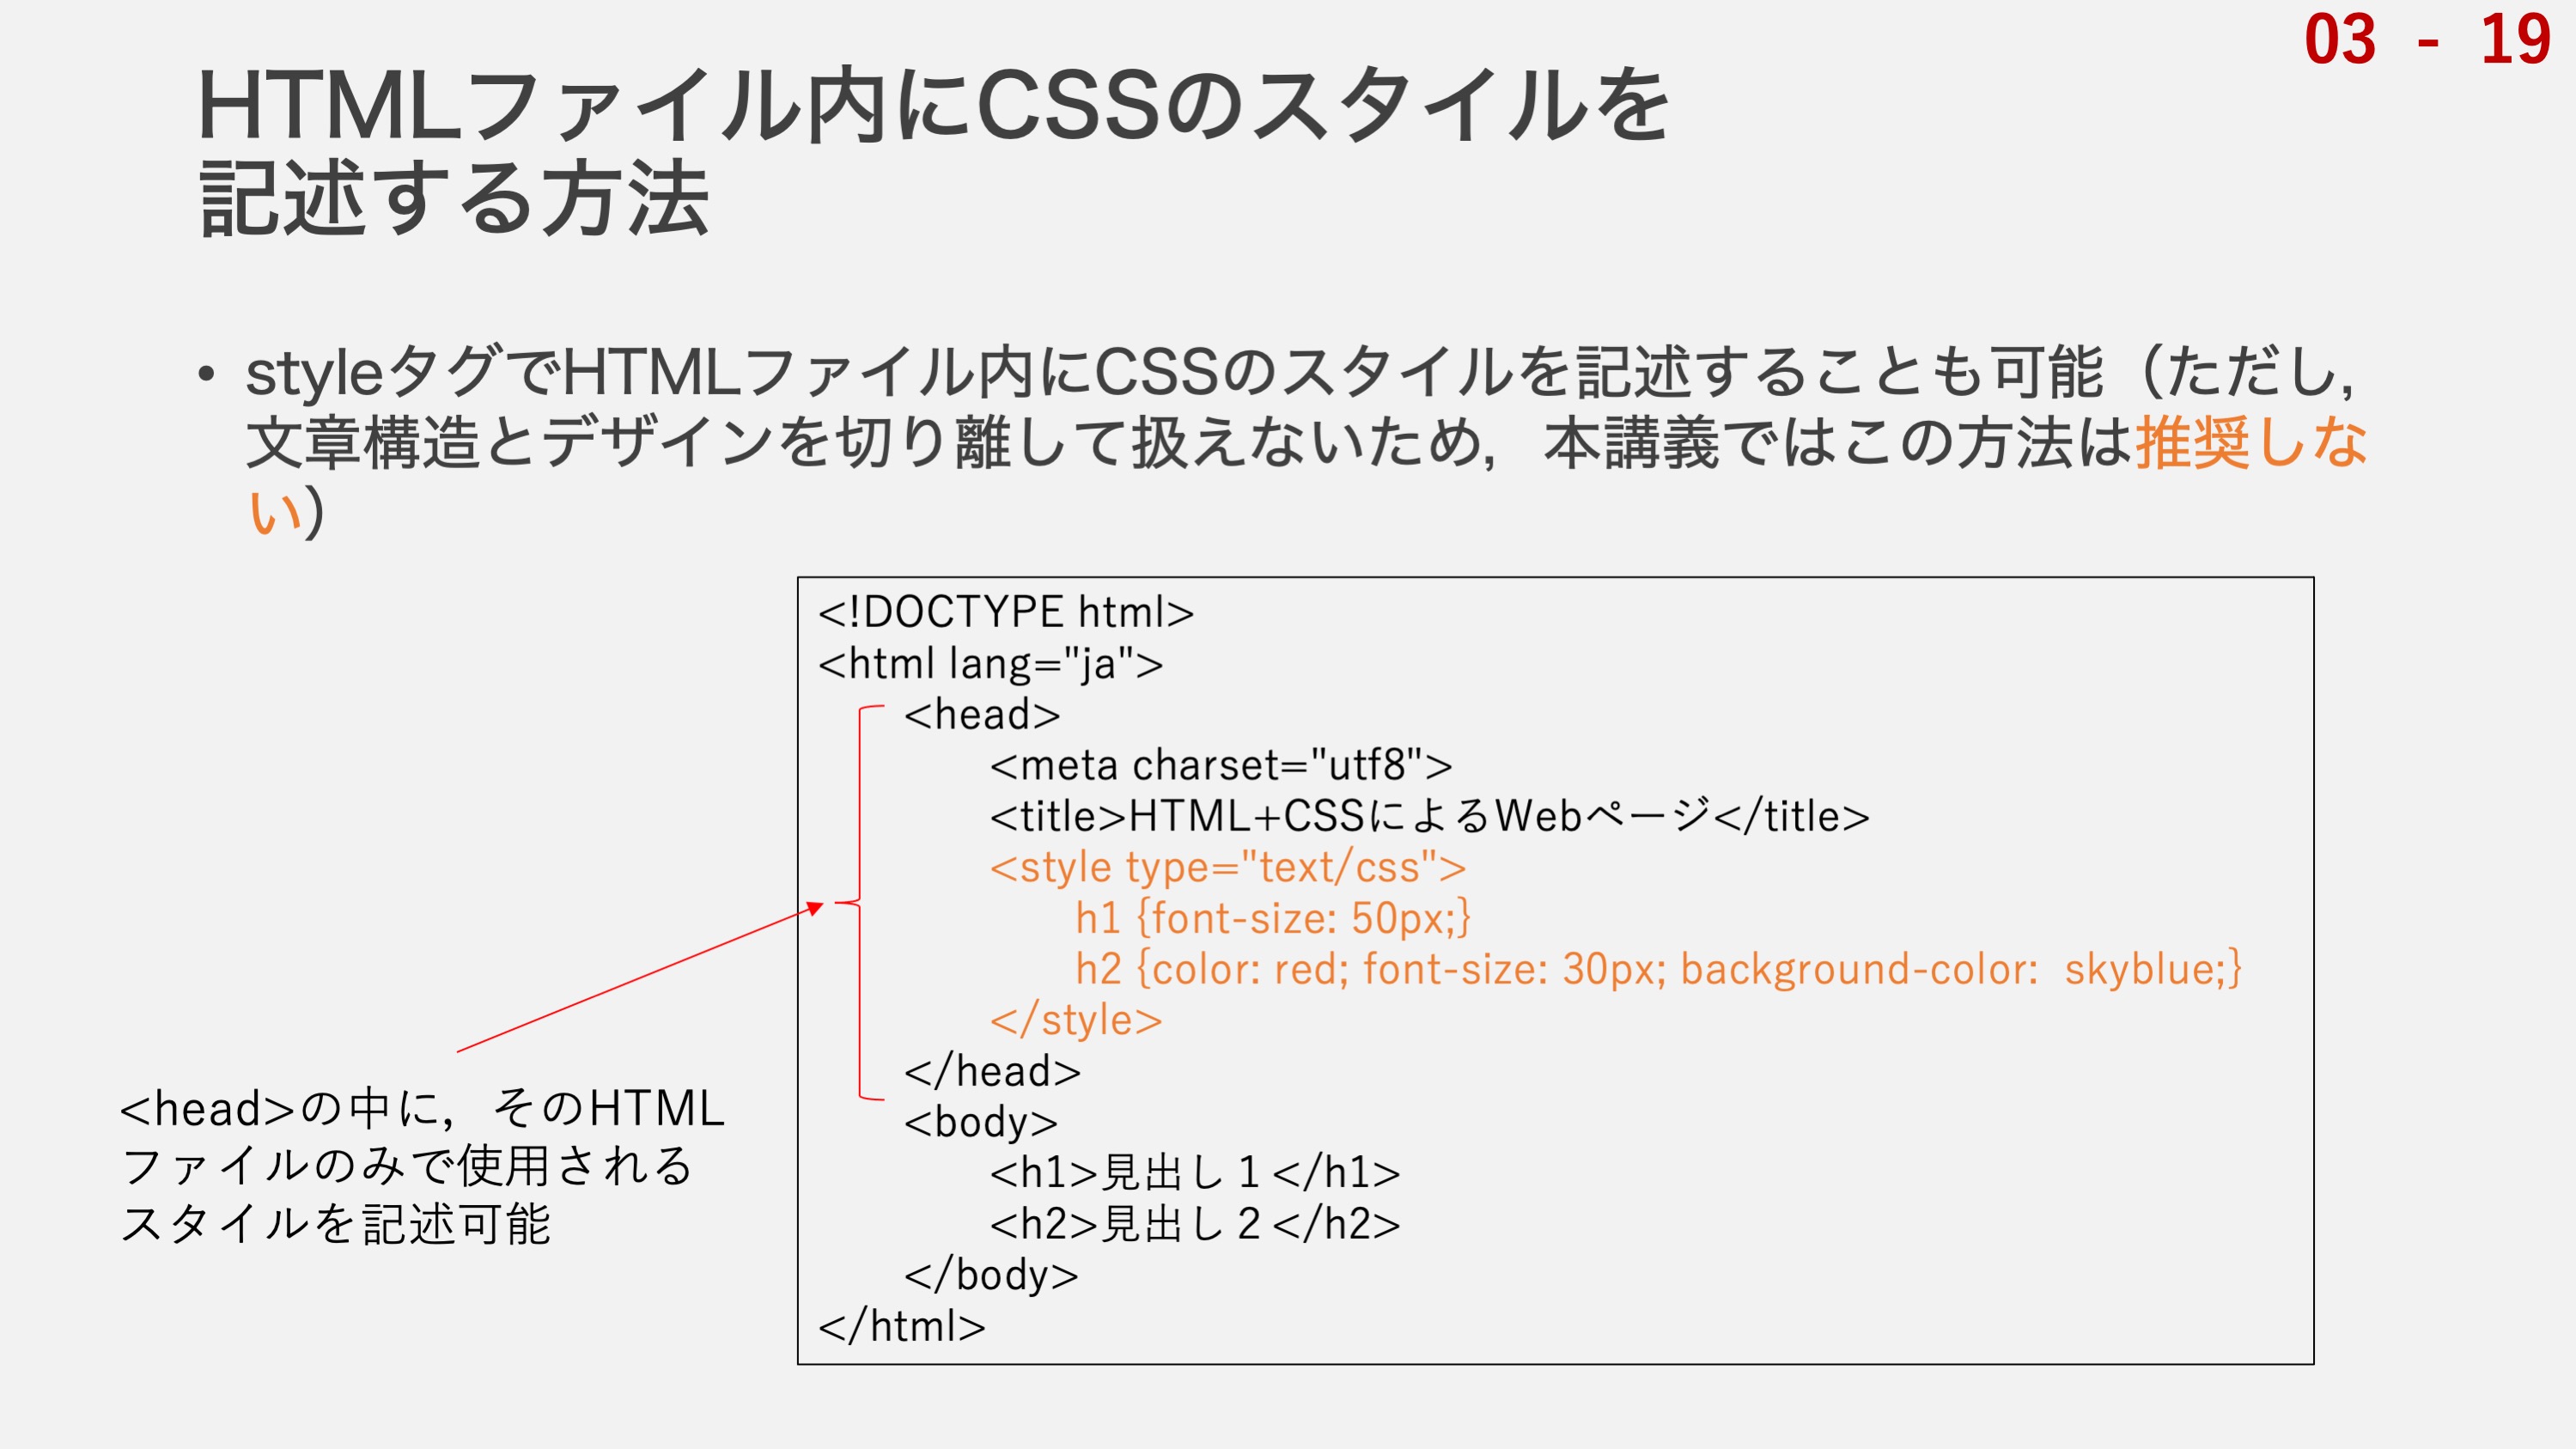 03 - 19
HTMLファイル内にCSSのスタイルを
記述する方法
• styleタグでHTMLファイル内にCSSのスタイルを記述することも可能（ただし，
文章構造とデザインを切り離して扱えないため，本講義ではこの方法は推奨しな
い）
<!DOCTYPE html>
<html lang="ja">
<head>
<meta charset="utf8">
<title>HTML+CSSによるWebページ</title>
<style type="text/css">
h1 {font-size: 50px;}
h2 {color: red; font-size: 30px; background-color:  skyblue;}
</style>
</head>
<body>
<h1>見出し１</h1>
<h2>見出し２</h2>
</body>
</html>
<head>の中に，そのHTML
ファイルのみで使用される
スタイルを記述可能